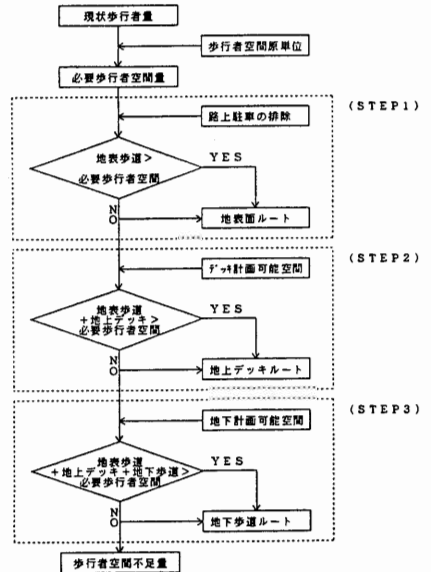 現状歩行者量
歩行者空間原単位
必要歩行者空間量
(STEP1)
路上駐車の排除
地表歩道>
必要歩行者空間
YES
NO
地表面ルート
(STEP2)
デッキ計画可能空間
地表歩道
+地上デッキ>
必要歩行者空間
YES
NO
地上デッキルート
(STEP3)
地下計画可能空間
地表歩道
+地上デッキ+地下歩道>
必要歩行者空間
YES
NO
地下歩道ルート
歩行者空間不足量